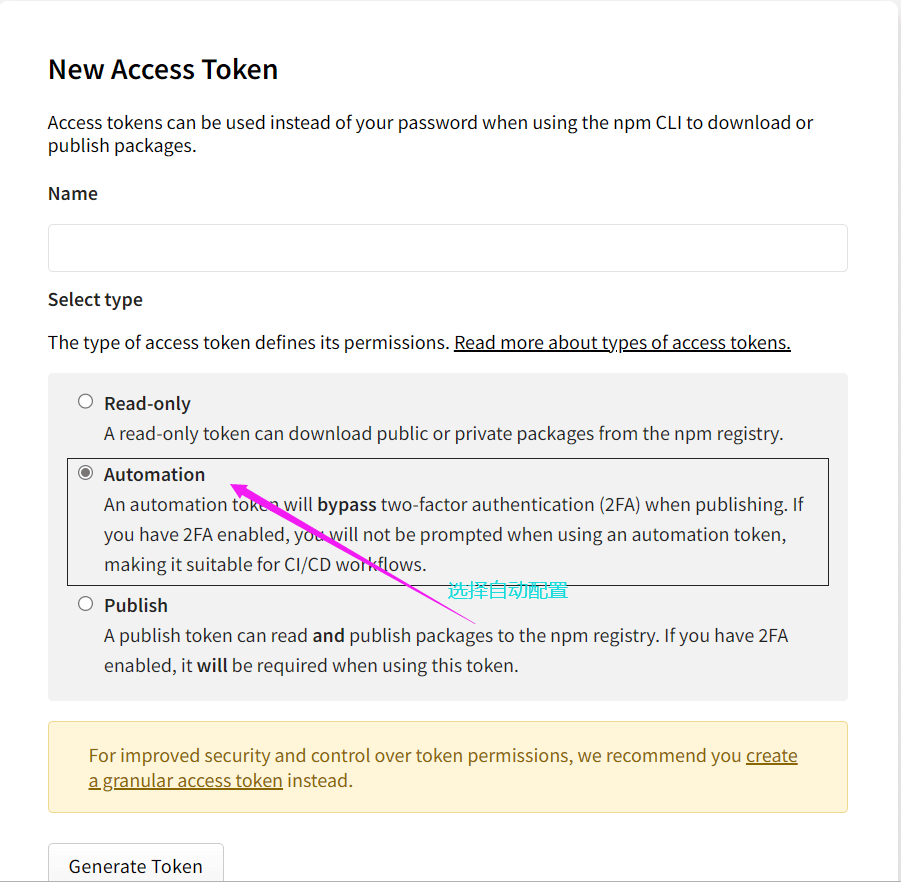 New Access Token
Access tokens can be used instead of your password when using the npm CLI to download or
publish packages.
Name
Select type
The type of access token defines its permissions. Read more about types of access tokens.
Read-only
A read-only token can download public or private packages from the npm registry.
Automation
An automation token will bypass two-factor authentication (2FA) when publishing. If
you have 2FA enabled, you will not be prompted when using an automation token,
making it suitable for CI/CD workflows.
选择自动配置
Publish
A publish token can read and publish packages to the npm registry. If you have 2FA
enabled, it will be required when using this token.
For improved security and control over token permissions, we recommend you create
a granular access token instead.
Generate Token